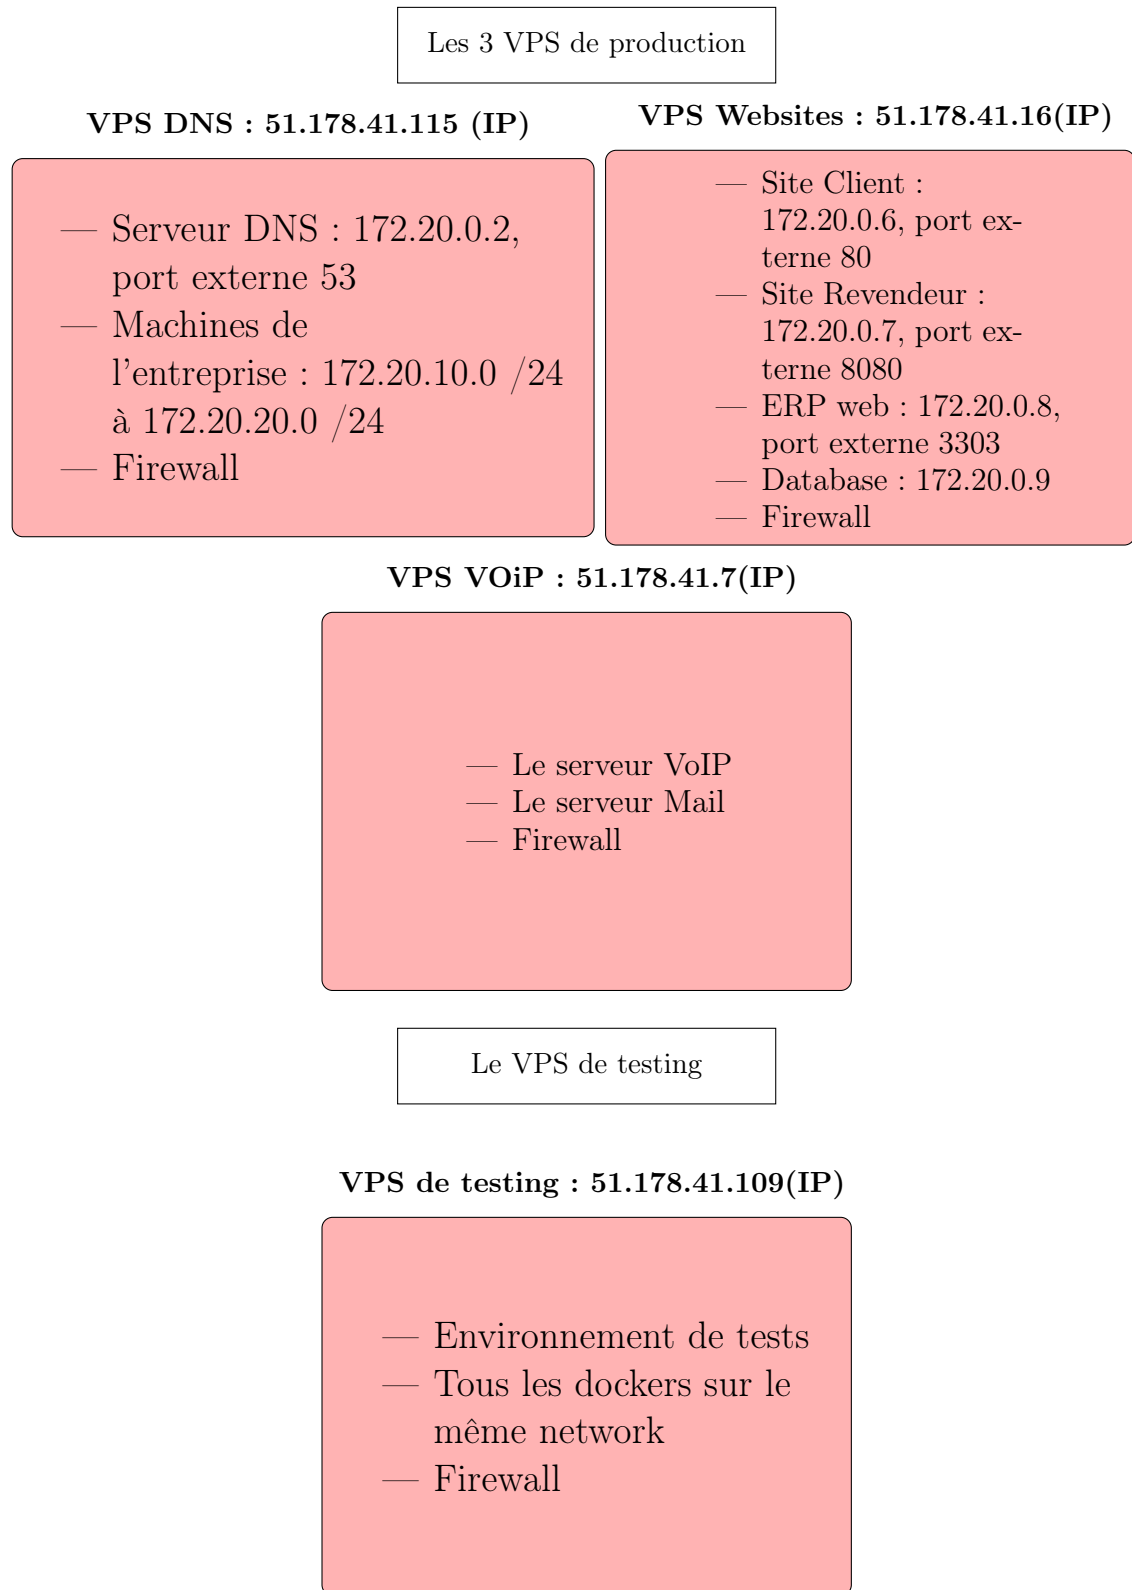 Les 3 VPS de production
VPS DNS : 51.178.41.115 (IP)
— Serveur DNS : 172.20.0.2,
port externe 53
— Machines de
l'entreprise : 172.20.10.0 /24
à 172.20.20.0 /24
— Firewall
VPS Websites : 51.178.41.16(IP)
— Site Client :
172.20.0.6, port ex-
terne 80
— Site Revendeur :
172.20.0.7, port ex-
terne 8080
— ERP web : 172.20.0.8,
port externe 3303
— Database : 172.20.0.9
— Firewall
VPS VOiP : 51.178.41.7(IP)
— Le serveur VoIP
— Le serveur Mail
— Firewall
Le VPS de testing
VPS de testing : 51.178.41.109(IP)
— Environnement de tests
— Tous les dockers sur le
même network
— Firewall